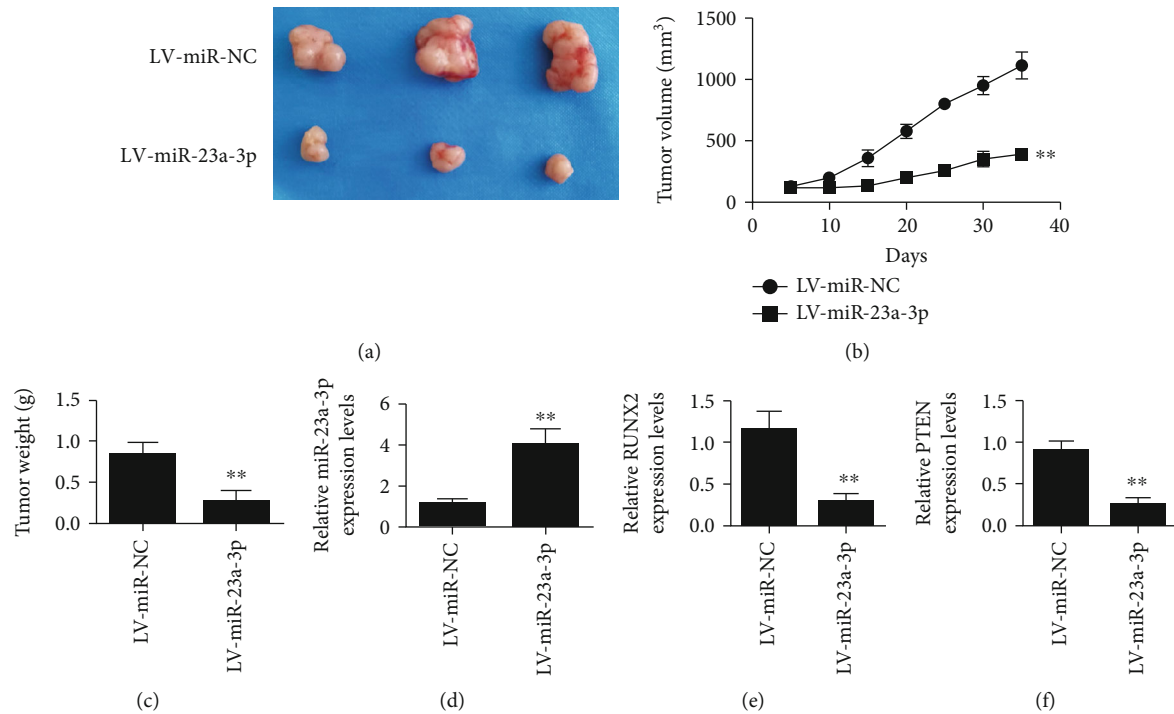 LV-miR-NC
LV-miR-23a-3p
(a)
Tumor volume (mm³)
1500
1000
500
0
0 10 20 30 40
Days
**
LV-miR-NC
LV-miR-23a-3p
(b)
Tumor weight (g)
1.5
1.0
0.5
0.0
**
LV-miR-NC
LV-miR-23a-3p
(c)
Relative miR-23a-3p
expression levels
6
4
2
0
**
LV-miR-NC
LV-miR-23a-3p
(d)
Relative RUNX2
expression levels
1.5
1.0
0.5
0.0
**
LV-miR-NC
LV-miR-23a-3p
(e)
Relative PTEN
expression levels
1.5
1.0
0.5
0.0
**
LV-miR-NC
LV-miR-23a-3p
(f)